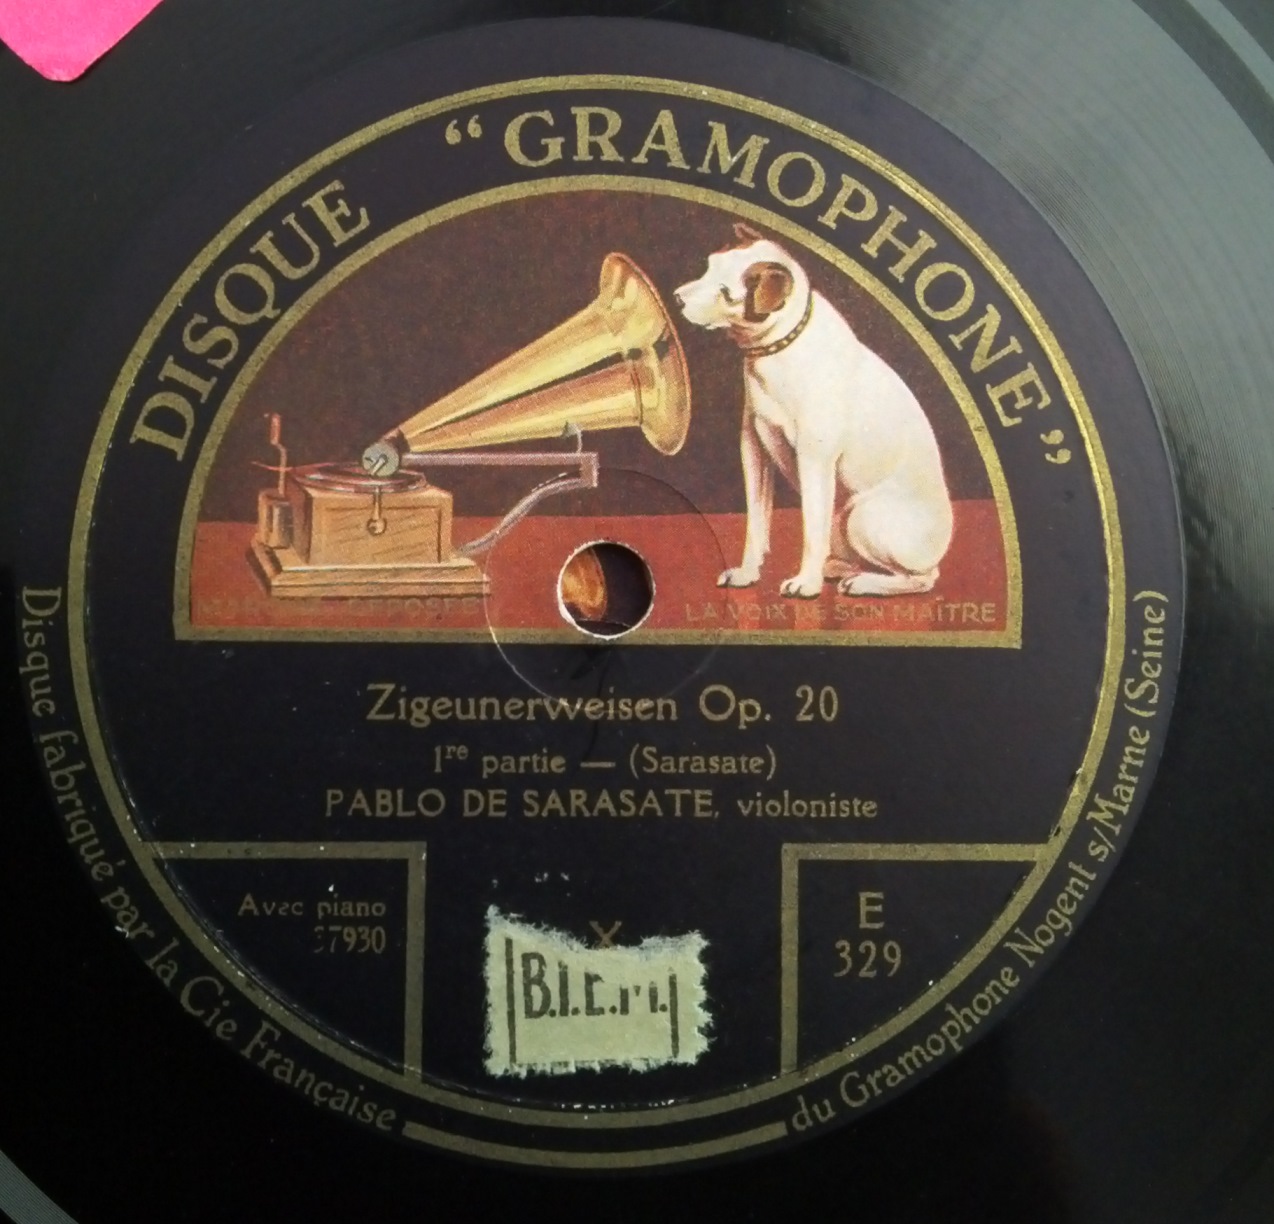 DISQUE “GRAMOPHONE”
LA VOIX DE SON MAÎTRE
Zigeunerweisen Op. 20
1re partie — (Sarasate)
PABLO DE SARASATE, violoniste
Avec piano
37930
X
E
329
B.I.E.M.
Disque fabriqué par la Cie Française du Gramophone Nogent s/Marne (Seine)